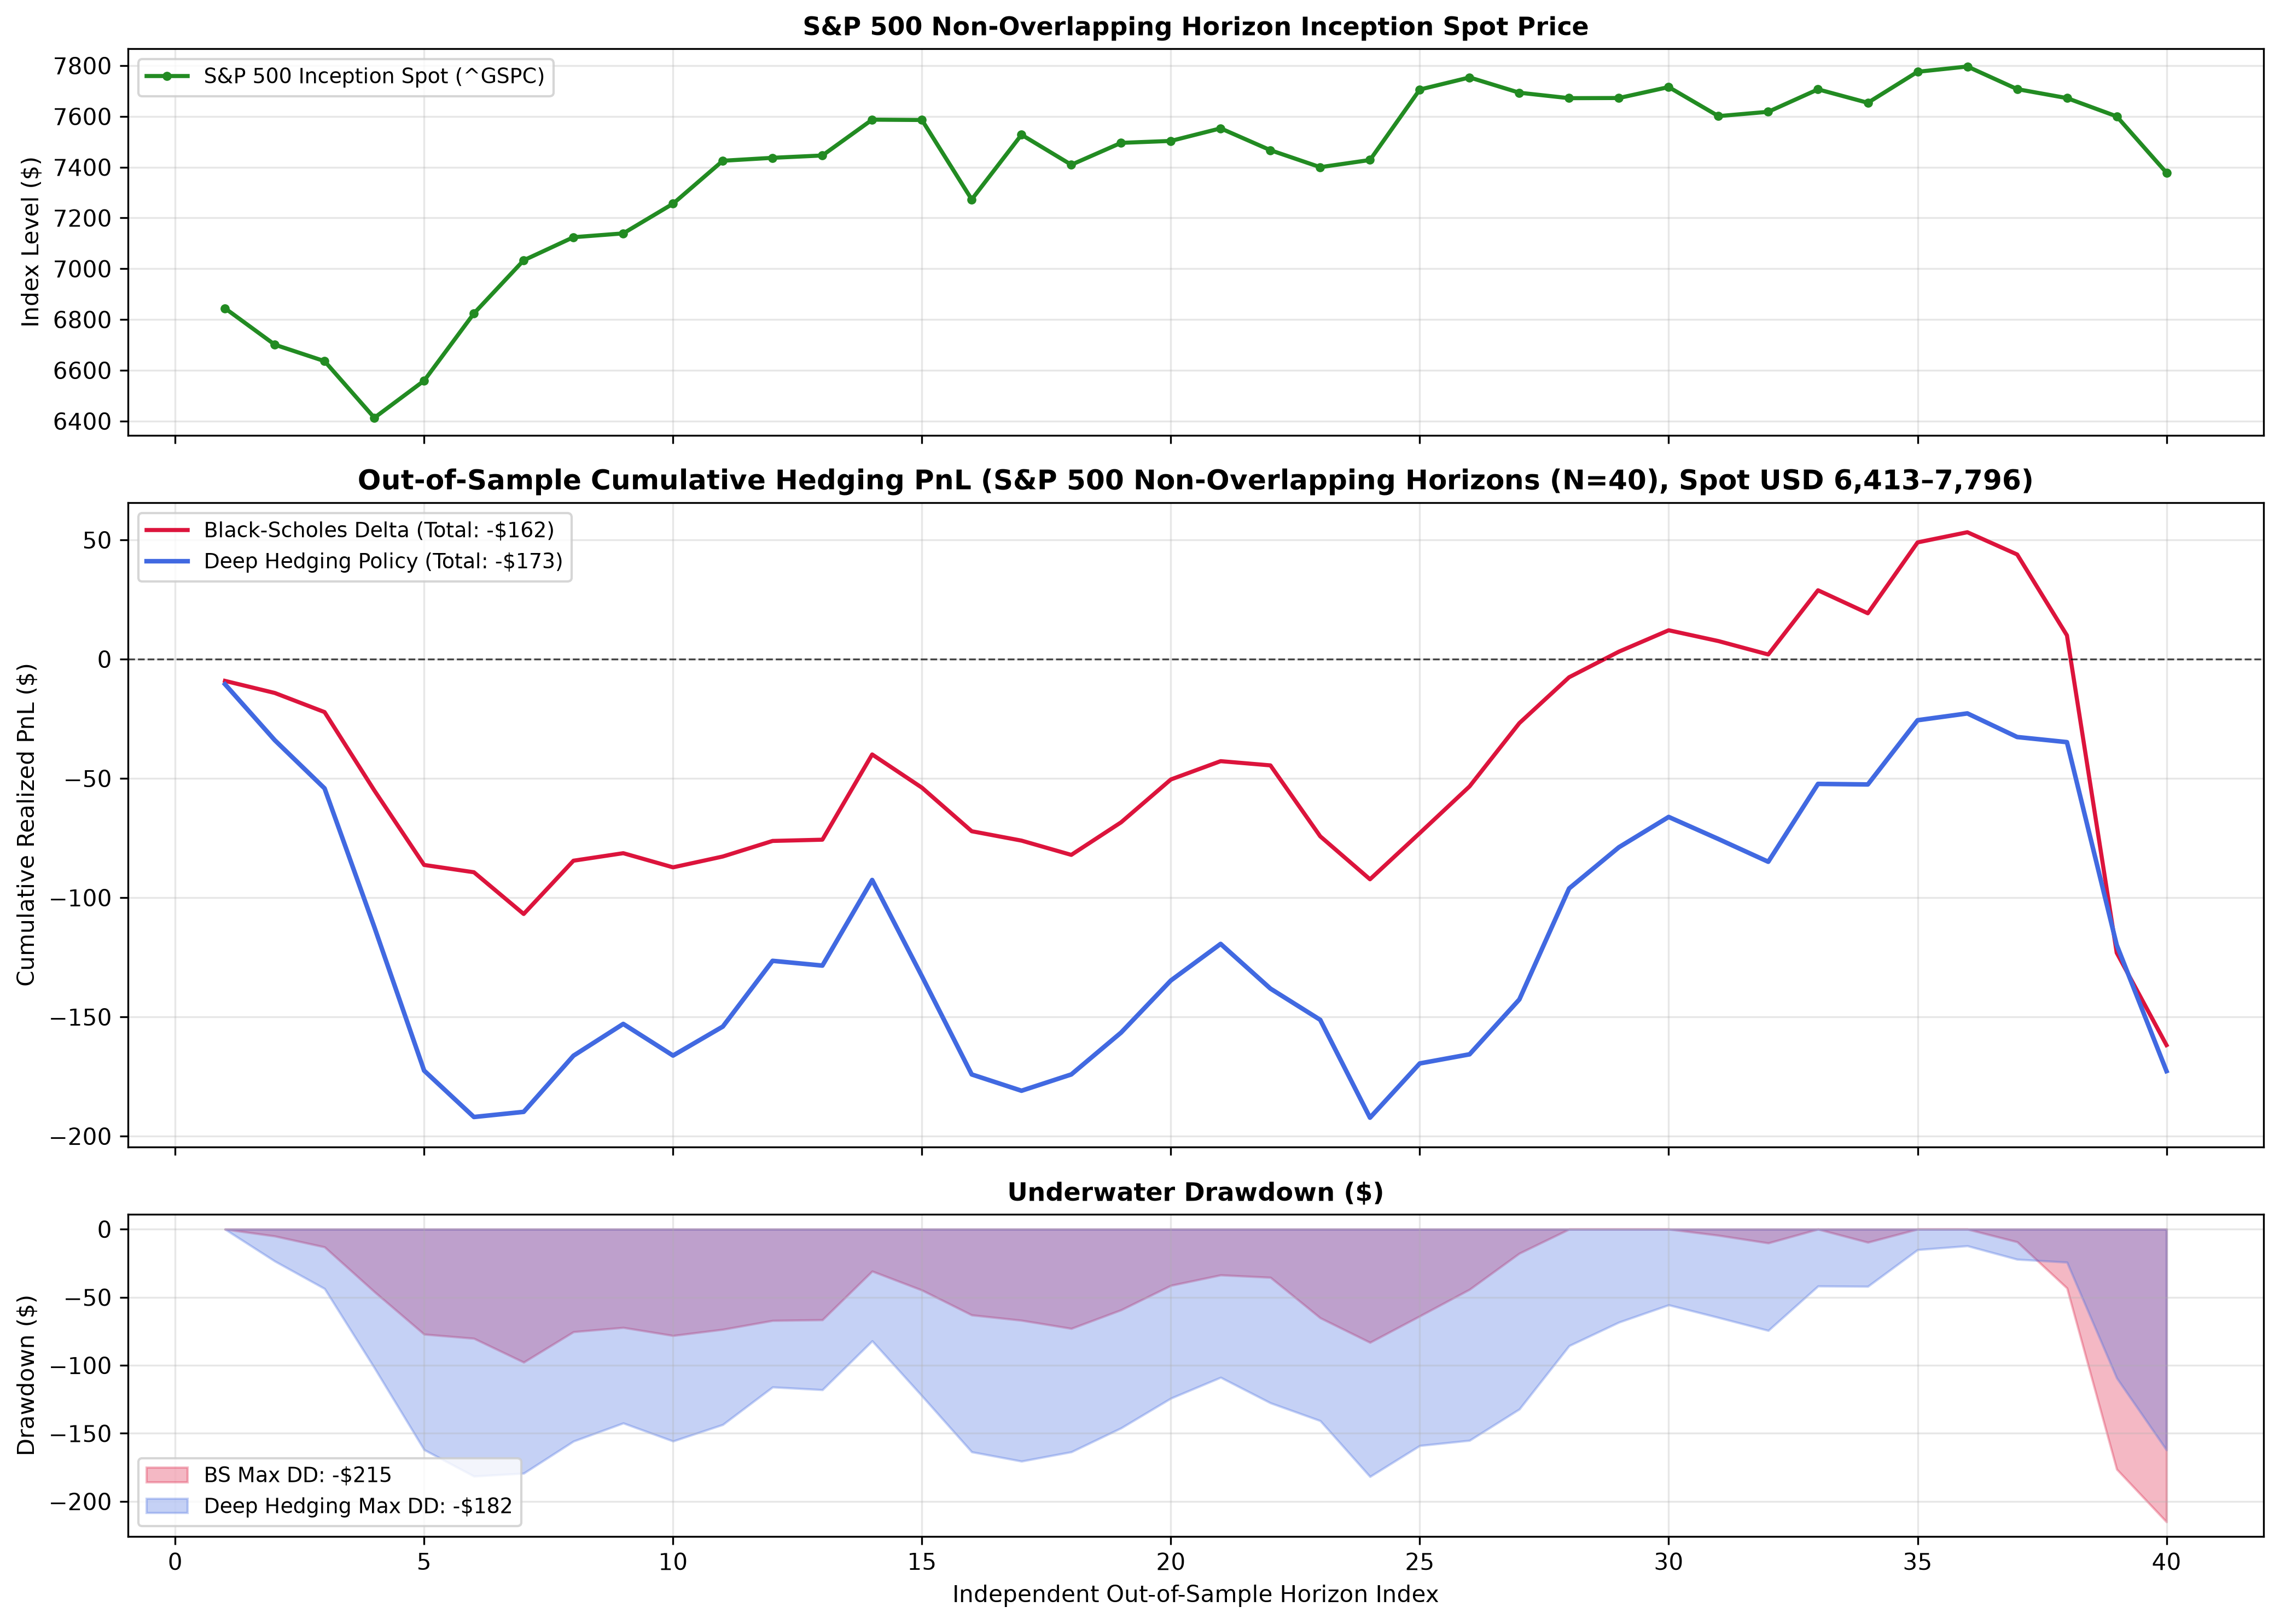 S&P 500 Non-Overlapping Horizon Inception Spot Price
S&P 500 Inception Spot (^GSPC)
Index Level ($)
7800
7600
7400
7200
7000
6800
6600
6400
Out-of-Sample Cumulative Hedging PnL (S&P 500 Non-Overlapping Horizons (N=40), Spot USD 6,413–7,796)
Black-Scholes Delta (Total: -$162)
Deep Hedging Policy (Total: -$173)
Cumulative Realized PnL ($)
50
0
−50
−100
−150
−200
Underwater Drawdown ($)
Drawdown ($)
0
−50
−100
−150
−200
BS Max DD: -$215
Deep Hedging Max DD: -$182
0 5 10 15 20 25 30 35 40
Independent Out-of-Sample Horizon Index